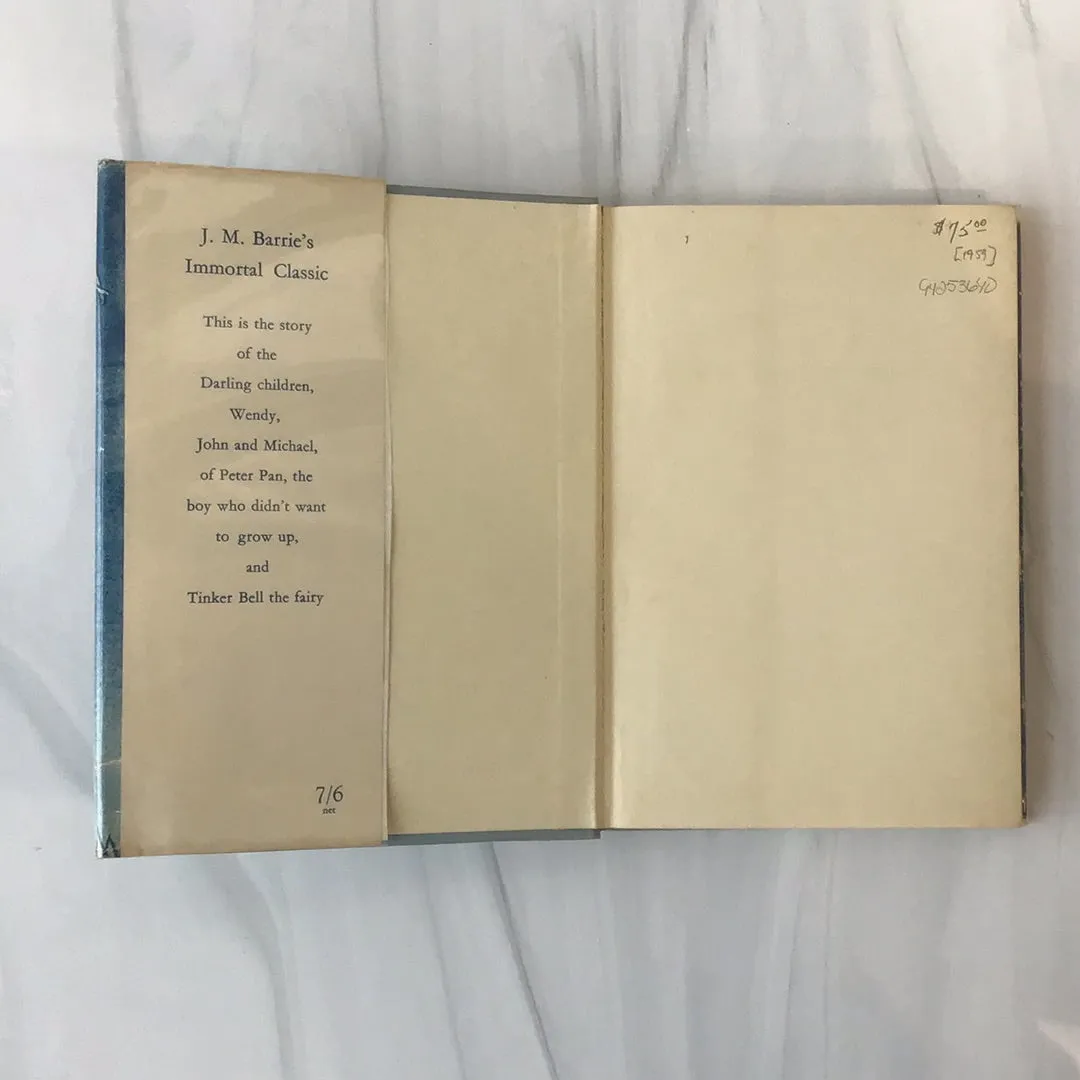 J. M. Barrie's
Immortal Classic
This is the story
of the
Darling children,
Wendy,
John and Michael,
of Peter Pan, the
boy who didn't want
to grow up,
and
Tinker Bell the fairy
7/6
net
$75.00
[1959]